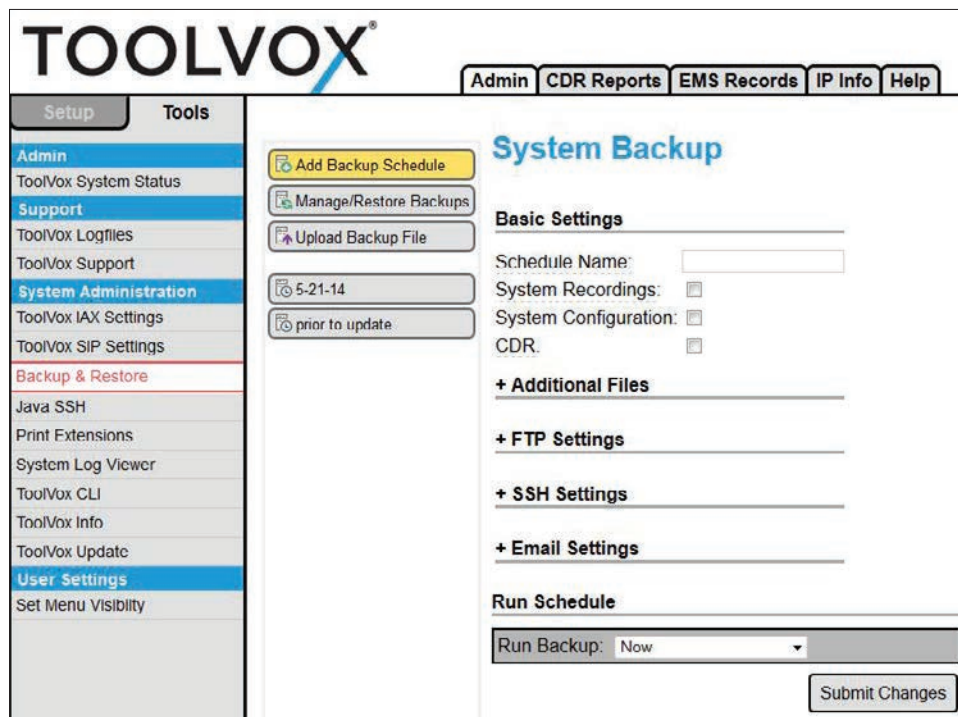 TOOLVOX®
Admin CDR Reports EMS Records IP Info Help
Setup Tools
Admin
ToolVox System Status
Support
ToolVox Logfiles
ToolVox Support
System Administration
ToolVox IAX Settings
ToolVox SIP Settings
Backup & Restore
Java SSH
Print Extensions
System Log Viewer
ToolVox CLI
ToolVox Info
ToolVox Update
User Settings
Set Menu Visiblity
Add Backup Schedule
Manage/Restore Backups
Upload Backup File
5-21-14
prior to update
System Backup
Basic Settings
Schedule Name:
System Recordings:
System Configuration:
CDR.
+ Additional Files
+ FTP Settings
+ SSH Settings
+ Email Settings
Run Schedule
Run Backup: Now
Submit Changes